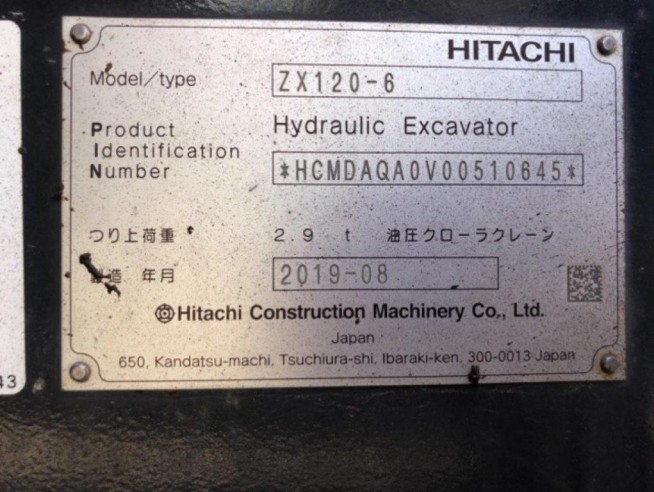 HITACHI
Model/type ZX120-6
Product Hydraulic Excavator
Identification
Number *HCMDAQA0V00510645*
つり上荷重 2.9 t 油圧クローラクレーン
製造 年月 2019-08
Hitachi Construction Machinery Co., Ltd.
Japan
650, Kandatsu-machi, Tsuchiura-shi, Ibaraki-ken, 300-0013 Japan
43